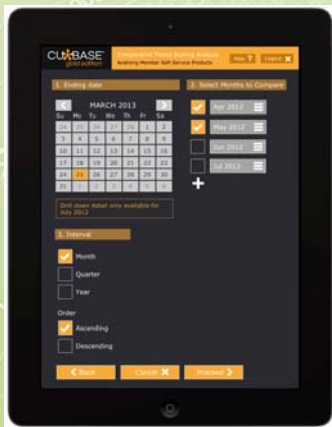 CU*BASE
gold edition
Comparative Tiered Scoring Analysis
Analyzing Member Self Service Products
Help ?
Logout X
1. Ending date
MARCH 2013
Su Mo Tu We Th Fr Sa
24 25 26 27 28 1 2
3 4 5 6 7 8 9
10 11 12 13 14 15 16
17 18 19 20 21 22 23
24 25 26 27 28 29 30
31 1 2 3 4 5 6
Drill down detail only available for
July 2012
2. Select Months to Compare
Apr 2012
May 2012
Jun 2012
Jul 2012
3. Interval
Month
Quarter
Year
Order
Ascending
Descending
Back
Cancel X
Proceed